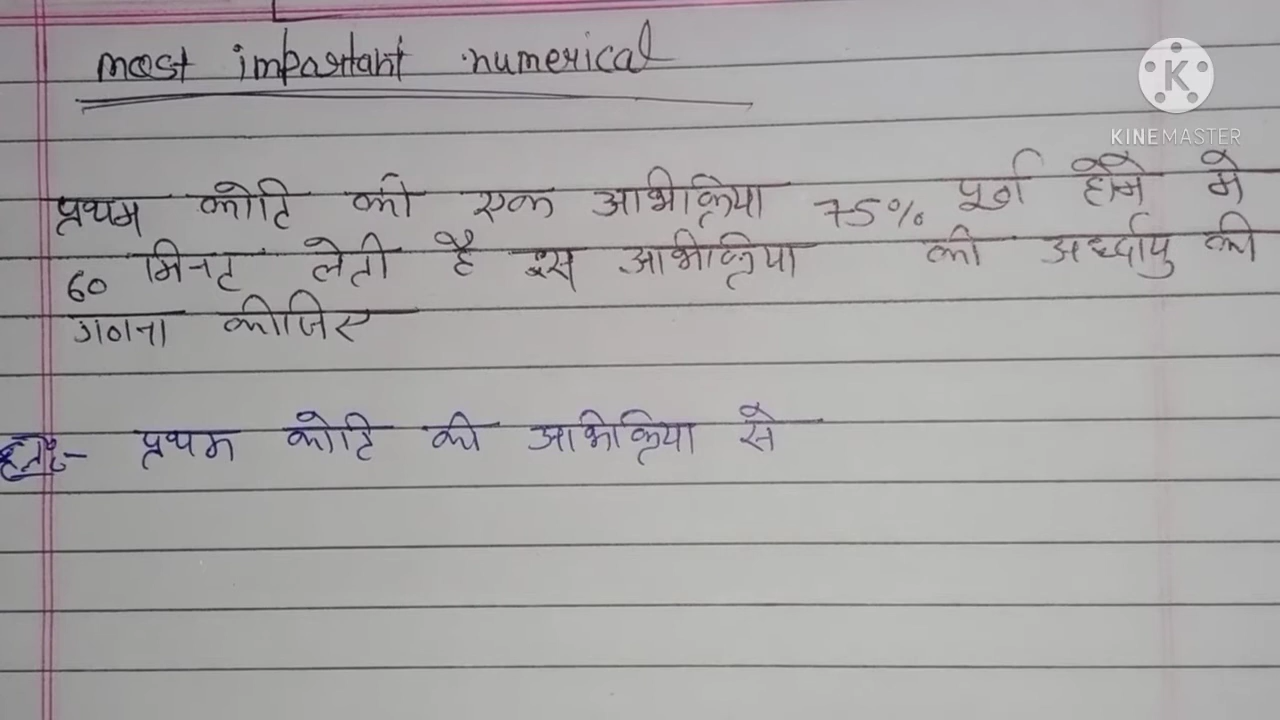 most important numerical
KINEMASTER
प्रथम कोटि की एक अभिक्रिया 75% पूर्ण होने मे
60 मिनट लेती है इस अभिक्रिया की अर्ध्दायु की
गणना कीजिए
हलः- प्रथम कोटि की अभिक्रिया से